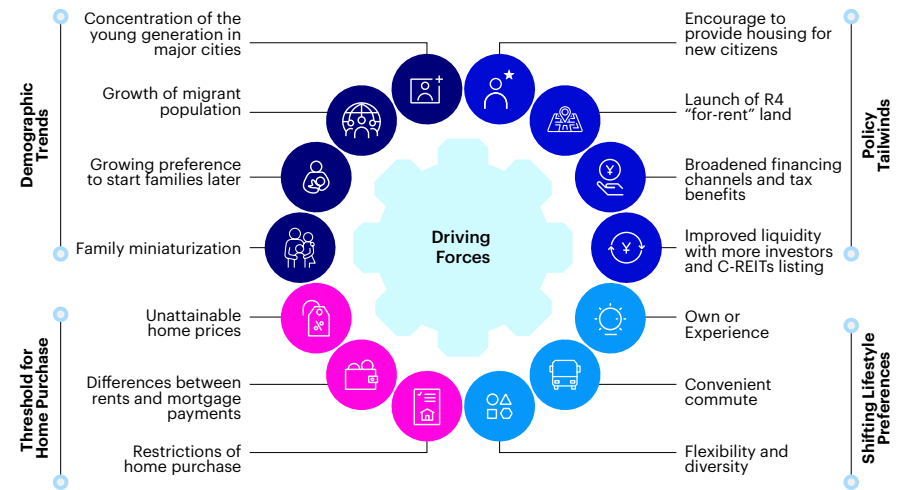 Demographic
Trends
Concentration of the
young generation in
major cities
Growth of migrant
population
Growing preference
to start families later
Family miniaturization
Threshold for
Home Purchase
Unattainable
home prices
Differences between
rents and mortgage
payments
Restrictions of
home purchase
Driving
Forces
¥
¥
%
Policy
Tailwinds
Encourage to
provide housing for
new citizens
Launch of R4
“for-rent” land
Broadened financing
channels and tax
benefits
Improved liquidity
with more investors
and C-REITs listing
Shifting Lifestyle
Preferences
Own or
Experience
Convenient
commute
Flexibility and
diversity